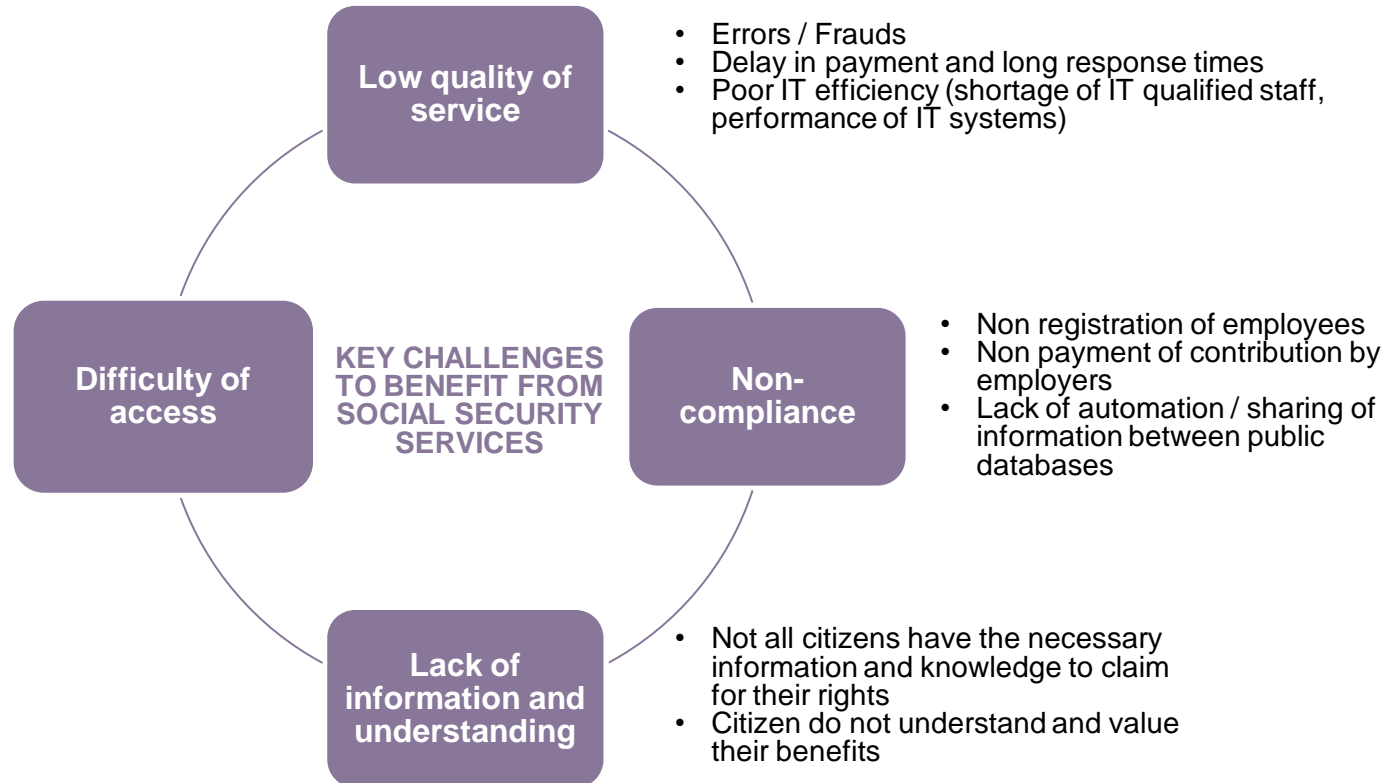 Low quality of
service
• Errors / Frauds
• Delay in payment and long response times
• Poor IT efficiency (shortage of IT qualified staff,
performance of IT systems)
Difficulty of
access
KEY CHALLENGES
TO BENEFIT FROM
SOCIAL SECURITY
SERVICES
Non-
compliance
• Non registration of employees
• Non payment of contribution by
employers
• Lack of automation / sharing of
information between public
databases
Lack of
information and
understanding
• Not all citizens have the necessary
information and knowledge to claim
for their rights
• Citizen do not understand and value
their benefits